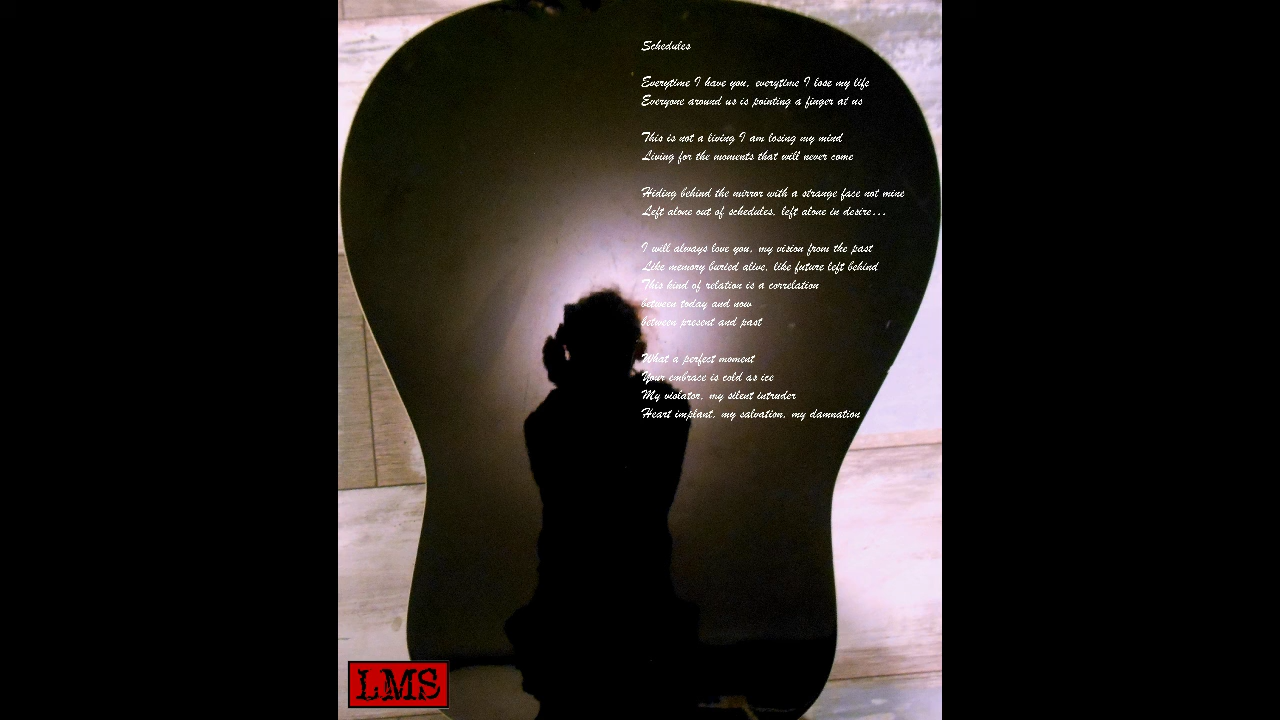 Schedules
Everytime I have you, everytime I lose my life
Everyone around us is pointing a finger at us
This is not a living I am losing my mind
Living for the moments that will never come
Hiding behind the mirror with a strange face not mine
Left alone out of schedules, left alone in desire...
I will always love you, my vision from the past
Like memory buried alive, like future left behind
This kind of relation is a correlation
between today and now
between present and past
What a perfect moment
Your embrace is cold as ice
My violator, my silent intruder
Heart implant, my salvation, my damnation
LMS